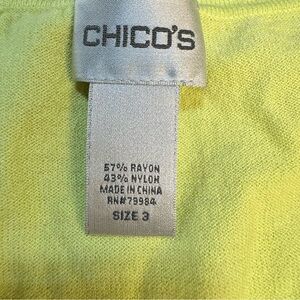 CHICO'S
57% RAYON
43% NYLON
MADE IN CHINA
RN#79984
SIZE 3